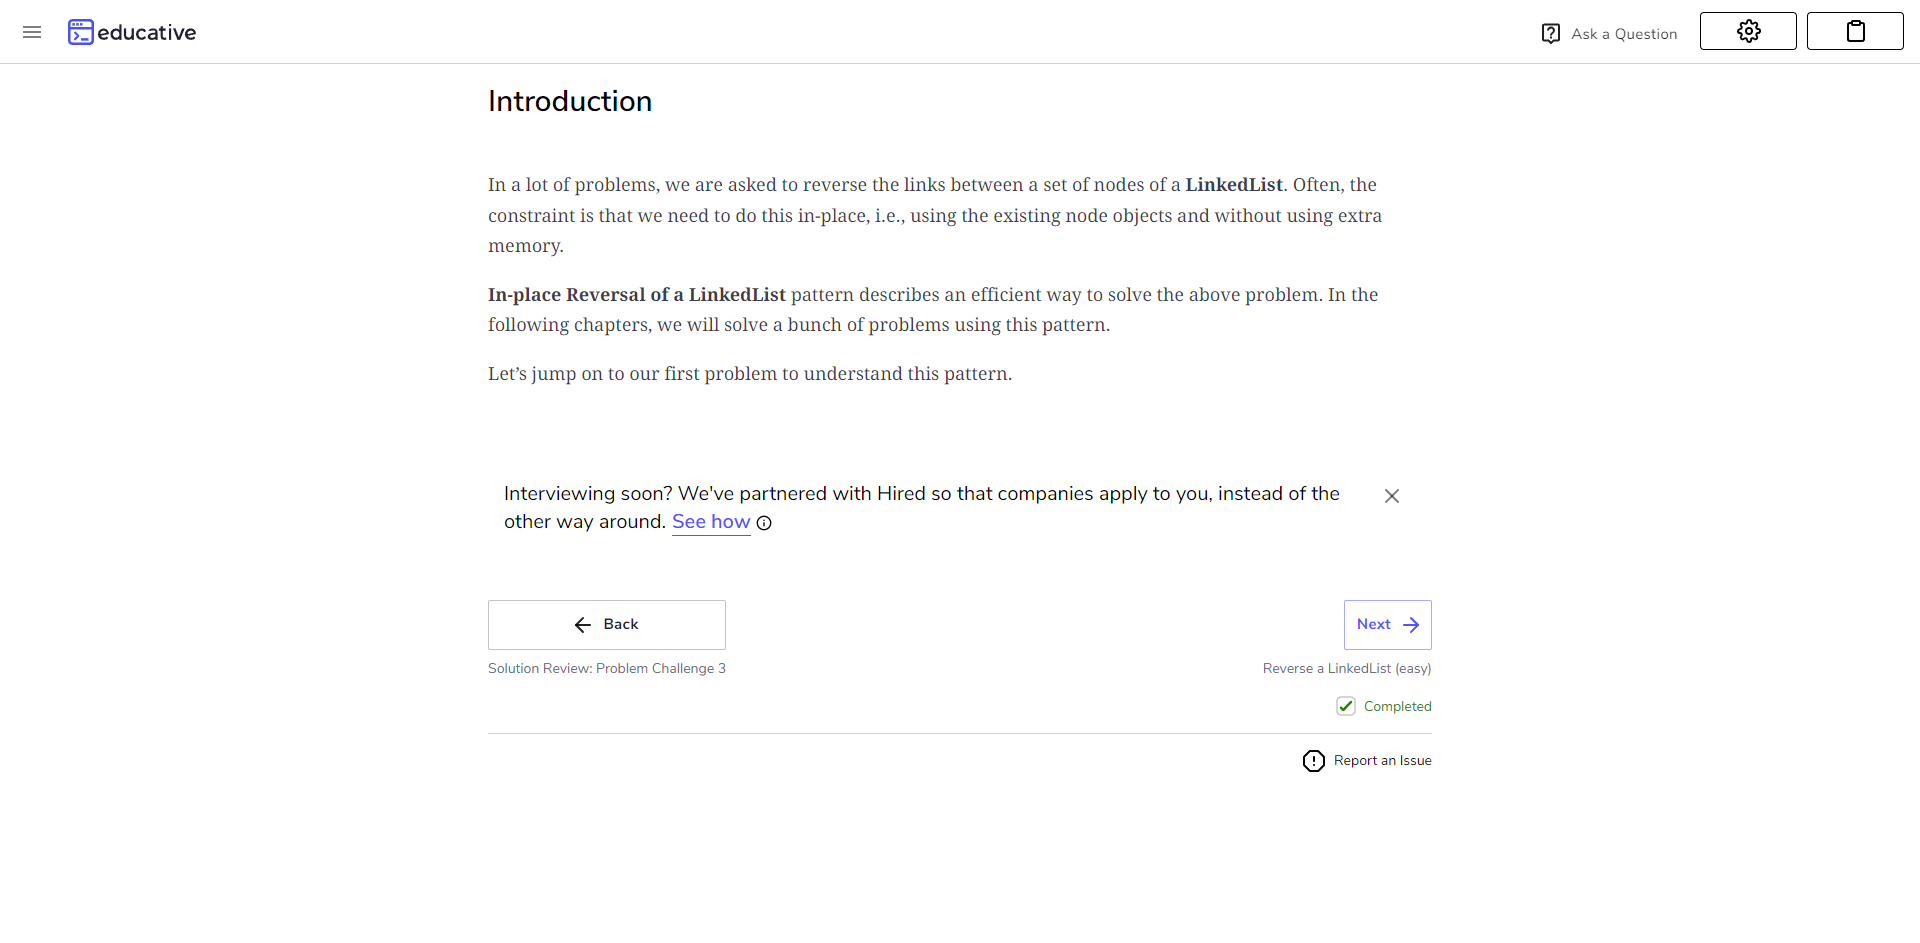 educative
Ask a Question
Introduction
In a lot of problems, we are asked to reverse the links between a set of nodes of a LinkedList. Often, the
constraint is that we need to do this in-place, i.e., using the existing node objects and without using extra
memory.
In-place Reversal of a LinkedList pattern describes an efficient way to solve the above problem. In the
following chapters, we will solve a bunch of problems using this pattern.
Let’s jump on to our first problem to understand this pattern.
Interviewing soon? We've partnered with Hired so that companies apply to you, instead of the
other way around. See how
Back
Next
Solution Review: Problem Challenge 3
Reverse a LinkedList (easy)
Completed
Report an Issue